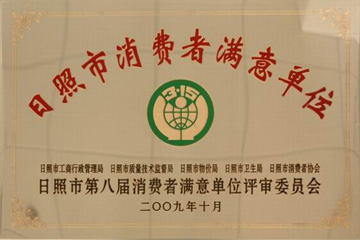 日照市消费者满意单位
日照市工商行政管理局 日照市质量技术监督局 日照市物价局 日照市卫生局 日照市消费者协会
日照市第八届消费者满意单位评审委员会
二〇〇九年十月